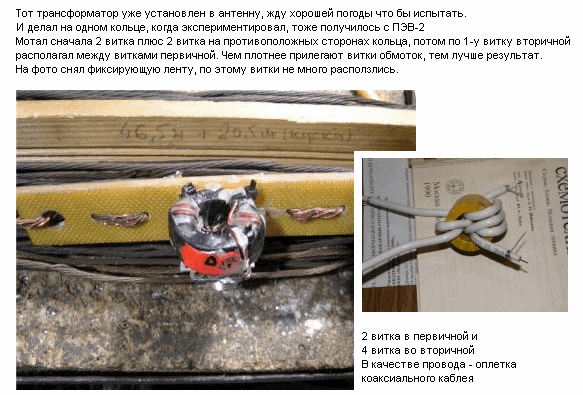 Тот трансформатор уже установлен в антенну, жду хорошей погоды что бы испытать.
И делал на одном кольце, когда экспериментировал, тоже получилось с ПЭВ-2
Мотал сначала 2 витка плюс 2 витка на противоположных сторонах кольца, потом по 1-у витку вторичной
располагал между витками первичной. Чем плотнее прилегают витки обмоток, тем лучше результат.
На фото снял фиксирующую ленту, по этому витки не много расползлись.
46,5м + 20.5м (куска)
схемотех
Москва
1990
2 витка в первичной и
4 витка во вторичной
В качестве провода - оплетка
коаксиального каблея